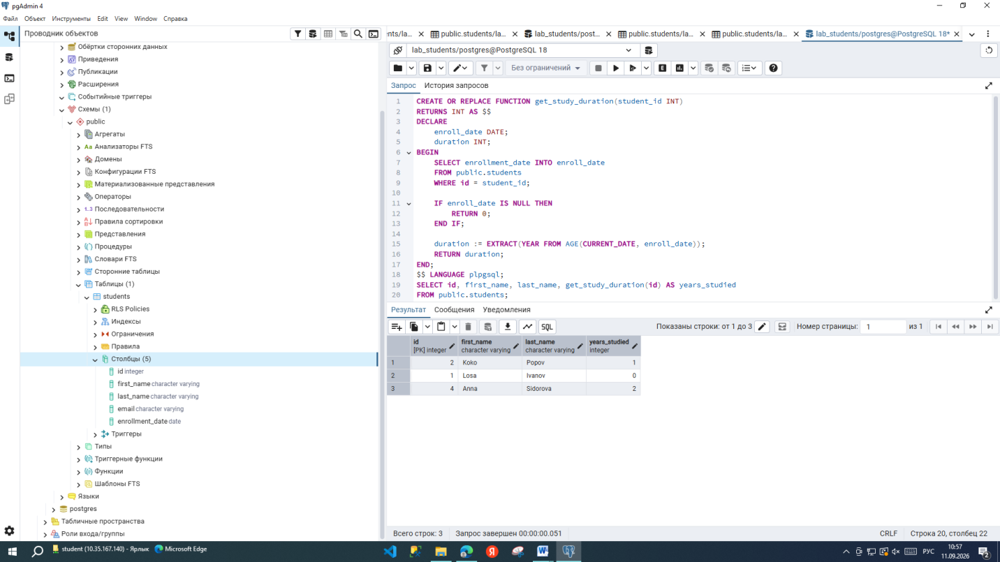 pgAdmin 4
Файл Объект Инструменты Edit View Window Справка
Проводник объектов
Обёртки сторонних данных
Приведения
Публикации
Расширения
Событийные триггеры
Схемы (1)
public
Агрегаты
Aa Анализаторы FTS
Домены
Конфигурации FTS
Материализованные представления
Операторы
1..3 Последовательности
Правила сортировки
Представления
Процедуры
Словари FTS
Сторонние таблицы
Таблицы (1)
students
RLS Policies
Индексы
Ограничения
Правила
Столбцы (5)
id integer
first_name character varying
last_name character varying
email character varying
enrollment_date date
Триггеры
Типы
Триггерные функции
Функции
Шаблоны FTS
Языки
postgres
Табличные пространства
Роли входа/группы
ents/la... public.students/la... lab_students/post... public.students/la... public.students/la... lab_students/postgres@PostgreSQL 18*
lab_students/postgres@PostgreSQL 18
Без ограничений
Запрос История запросов
1 CREATE OR REPLACE FUNCTION get_study_duration(student_id INT)
2 RETURNS INT AS $$
3 DECLARE
4 enroll_date DATE;
5 duration INT;
6 BEGIN
7 SELECT enrollment_date INTO enroll_date
8 FROM public.students
9 WHERE id = student_id;
10
11 IF enroll_date IS NULL THEN
12 RETURN 0;
13 END IF;
14
15 duration := EXTRACT(YEAR FROM AGE(CURRENT_DATE, enroll_date));
16 RETURN duration;
17 END;
18 $$ LANGUAGE plpgsql;
19 SELECT id, first_name, last_name, get_study_duration(id) AS years_studied
20 FROM public.students;
Результат Сообщения Уведомления
SQL Показаны строки: от 1 до 3 Номер страницы: 1 из 1
id first_name last_name years_studied
[PK] integer character varying character varying integer
1 2 Koko Popov 1
2 1 Losa Ivanov 0
3 4 Anna Sidorova 2
Всего строк: 3 Запрос завершен 00:00:00.051 CRLF Строка 20, столбец 22
student (10.35.167.140) - Ярлык Microsoft Edge РУС 10:57
11.09.2026 2